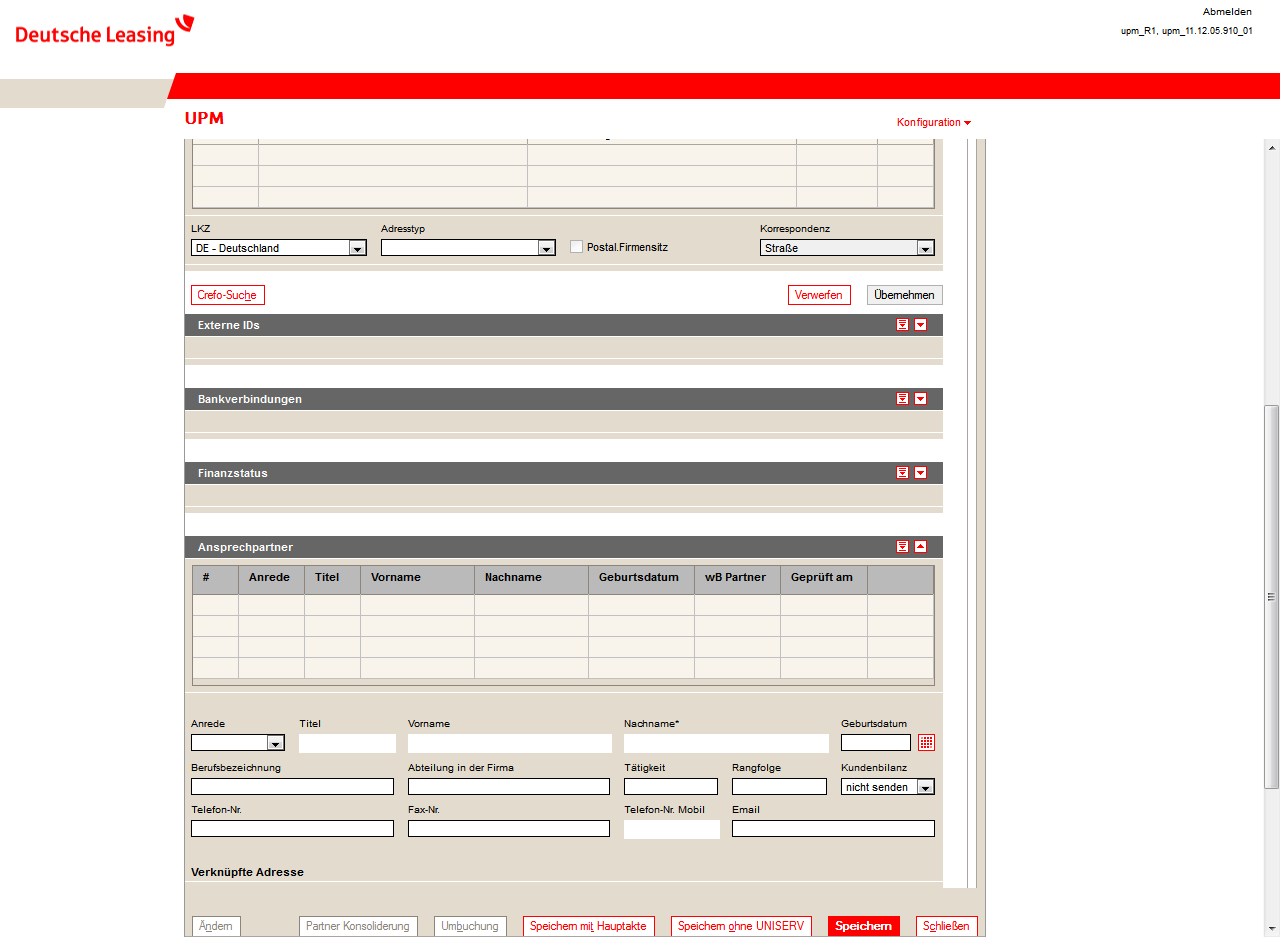 Abmelden
Deutsche Leasing
upm_R1, upm_11.12.05.910_01
UPM
Konfiguration
LKZ Adresstyp Korrespondenz
DE - Deutschland Postal.Firmensitz Straße
Crefo-Suche Verwerfen Übernehmen
Externe IDs
Bankverbindungen
Finanzstatus
Ansprechpartner
# Anrede Titel Vorname Nachname Geburtsdatum wB Partner Geprüft am
Anrede Titel Vorname Nachname* Geburtsdatum
Berufsbezeichnung Abteilung in der Firma Tätigkeit Rangfolge Kundenbilanz
nicht senden
Telefon-Nr. Fax-Nr. Telefon-Nr. Mobil Email
Verknüpfte Adresse
Ändern Partner Konsolidierung Umbuchung Speichern mit Hauptakte Speichern ohne UNISERV Speichern Schließen